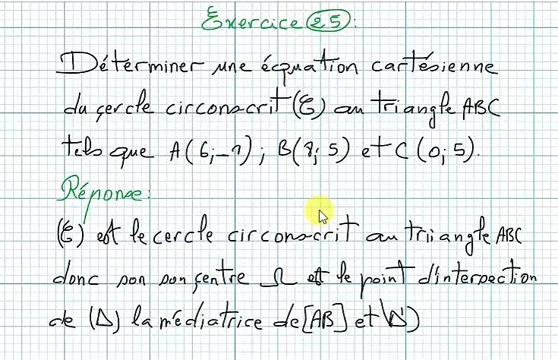 Exercice 25:
Déterminer une équation cartésienne
du cercle circonscrit (C) au triangle ABC
tels que A(6;-1); B(8;5) et C(0;5).
Réponse:
(C) est le cercle circonscrit au triangle ABC
donc son son centre Ω est le point d'intersection
de (Δ) la médiatrice de [AB] et (Δ')